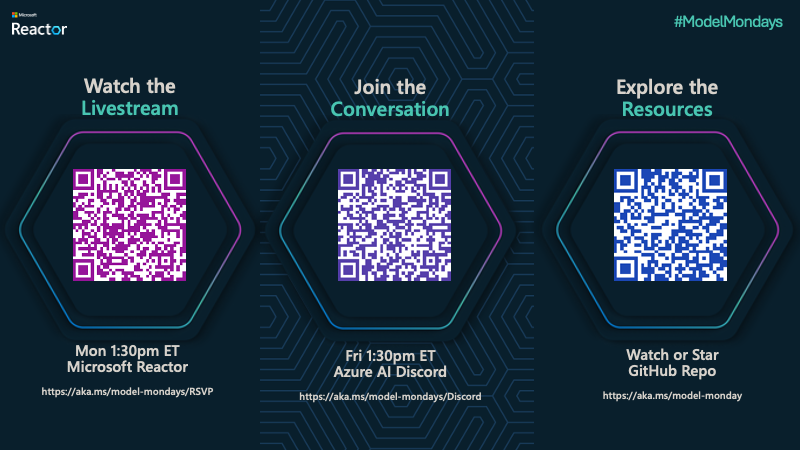 Microsoft
Reactor
#ModelMondays
Watch the
Livestream
Mon 1:30pm ET
Microsoft Reactor
https://aka.ms/model-mondays/RSVP
Join the
Conversation
Fri 1:30pm ET
Azure AI Discord
https://aka.ms/model-mondays/Discord
Explore the
Resources
Watch or Star
GitHub Repo
https://aka.ms/model-monday